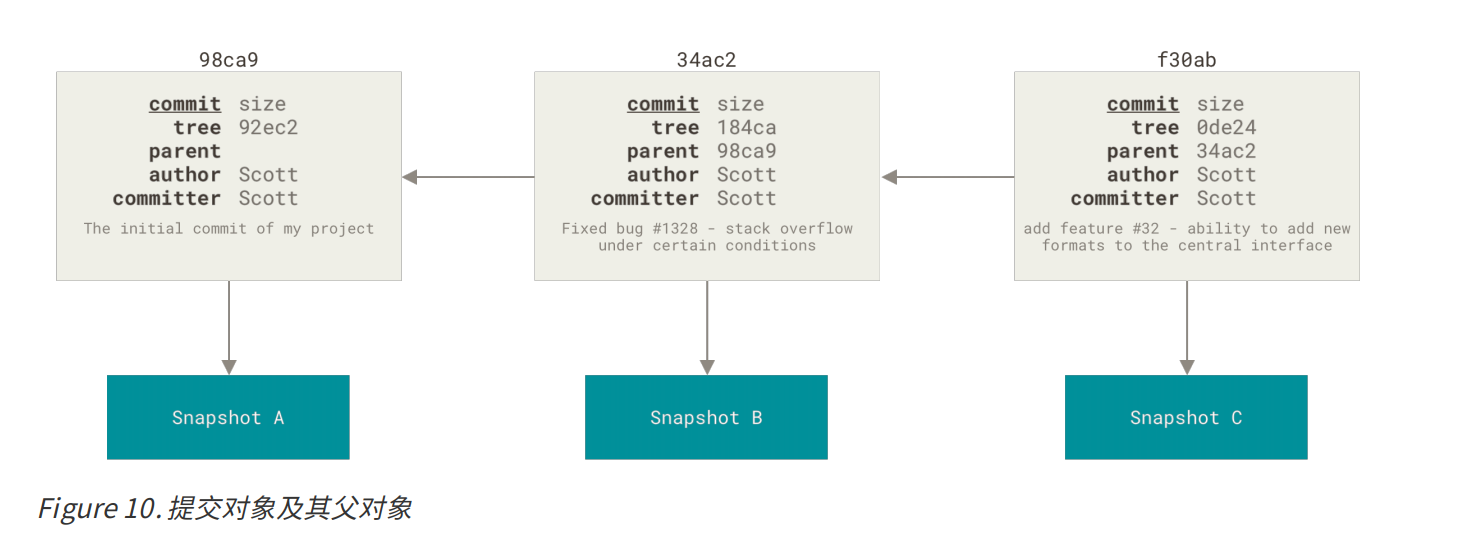 98ca9
commit size
tree 92ec2
parent
author Scott
committer Scott
The initial commit of my project
34ac2
commit size
tree 184ca
parent 98ca9
author Scott
committer Scott
Fixed bug #1328 - stack overflow
under certain conditions
f30ab
commit size
tree 0de24
parent 34ac2
author Scott
committer Scott
add feature #32 - ability to add new
formats to the central interface
Snapshot A
Snapshot B
Snapshot C
Figure 10. 提交对象及其父对象